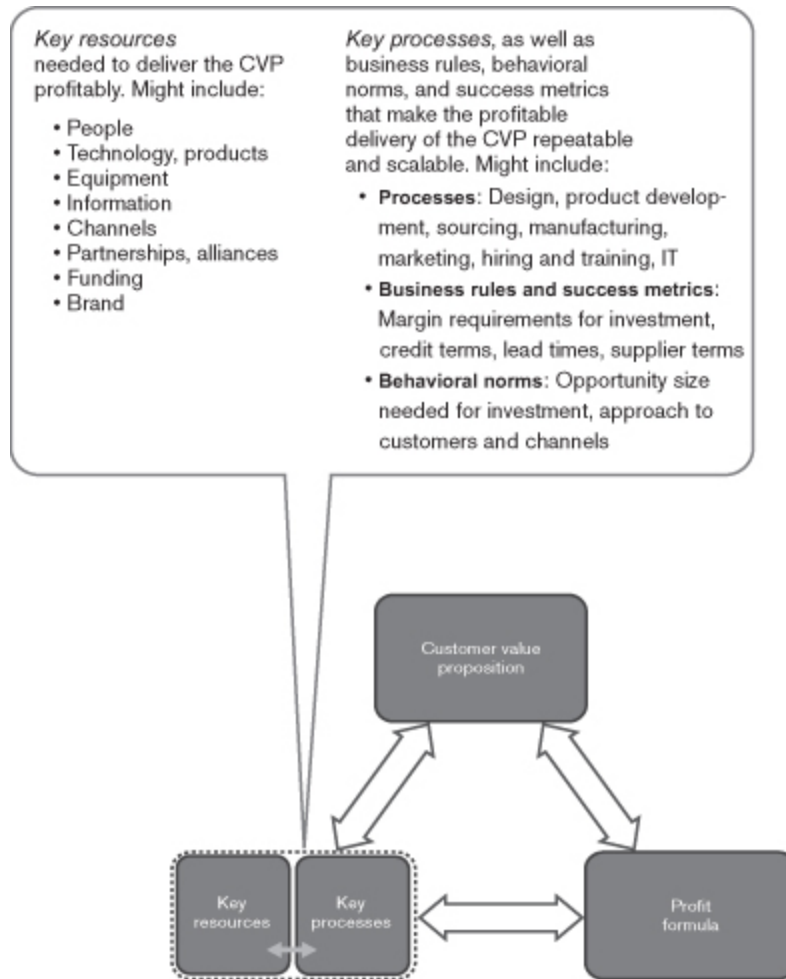 Key resources
needed to deliver the CVP
profitably. Might include:
• People
• Technology, products
• Equipment
• Information
• Channels
• Partnerships, alliances
• Funding
• Brand
Key processes, as well as
business rules, behavioral
norms, and success metrics
that make the profitable
delivery of the CVP repeatable
and scalable. Might include:
• Processes: Design, product develop-
ment, sourcing, manufacturing,
marketing, hiring and training, IT
• Business rules and success metrics:
Margin requirements for investment,
credit terms, lead times, supplier terms
• Behavioral norms: Opportunity size
needed for investment, approach to
customers and channels
Customer value
proposition
Key
resources
Key
processes
Profit
formula